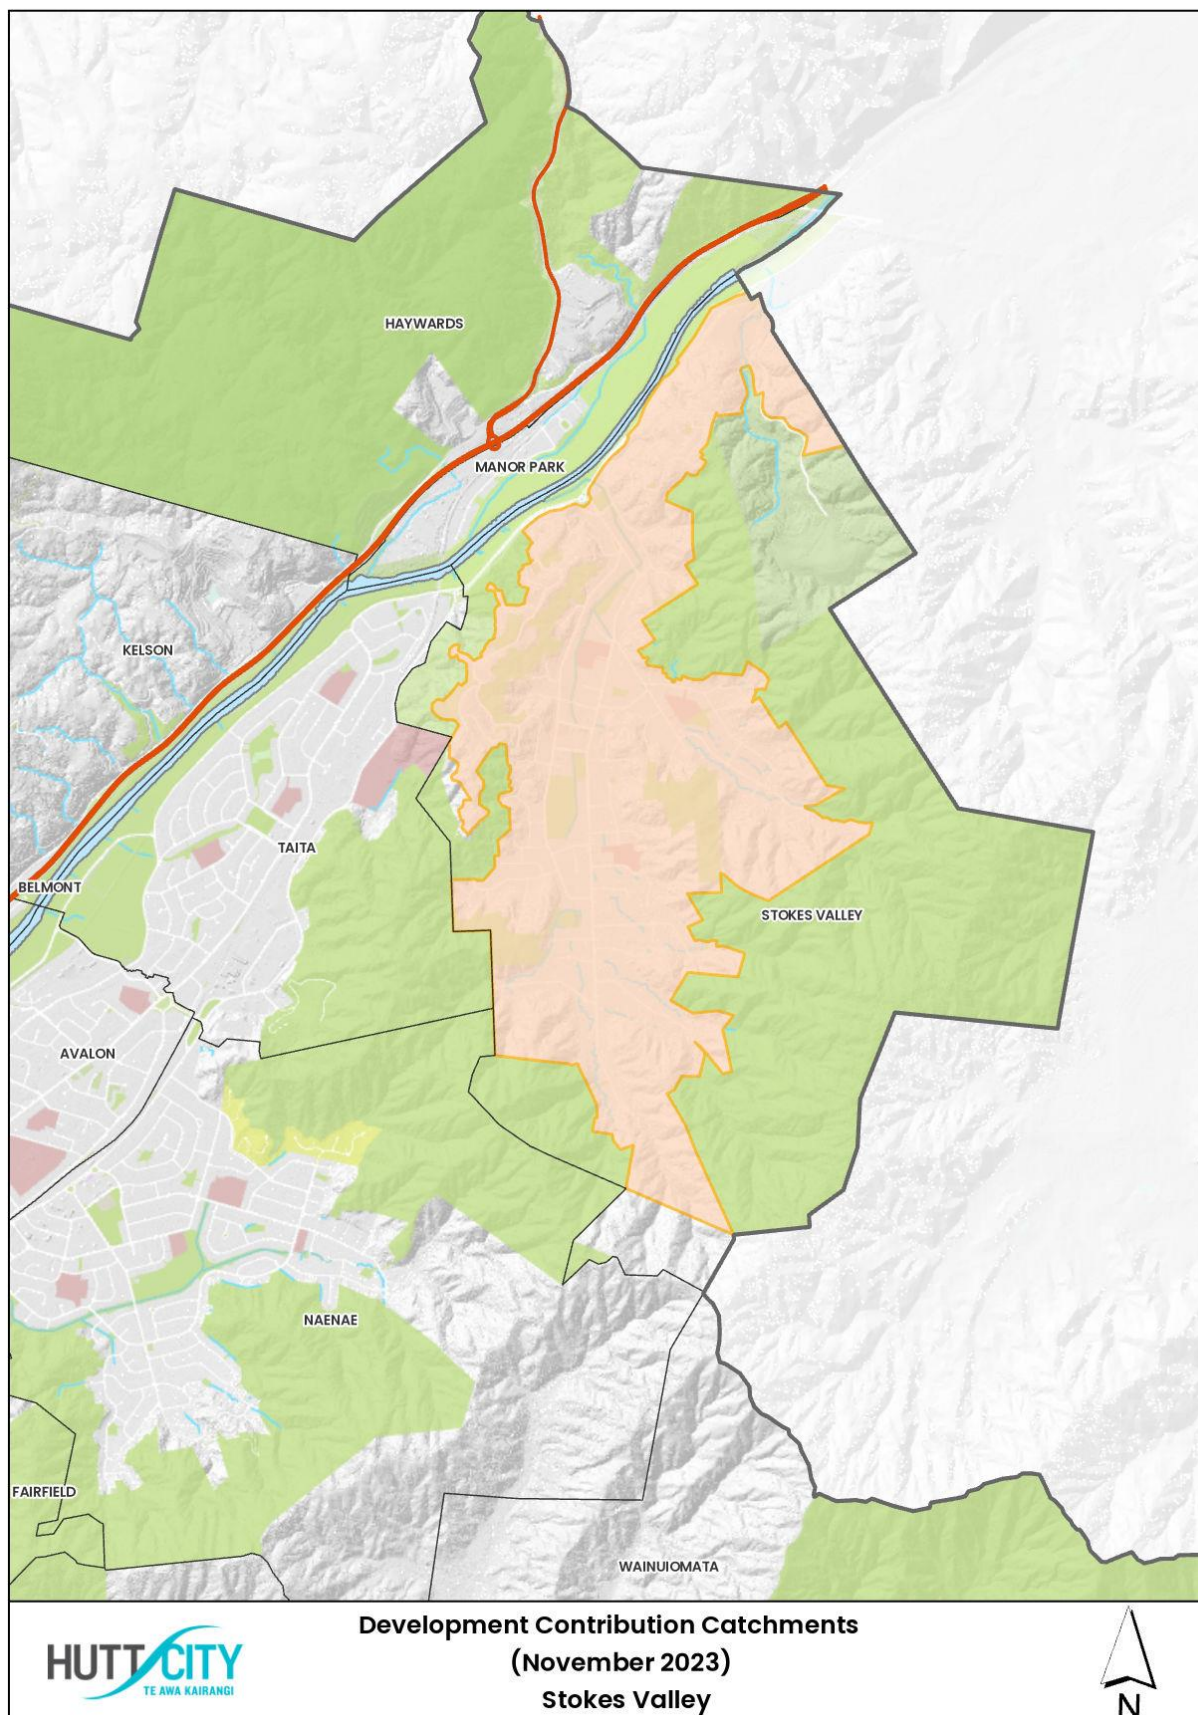 HAYWARDS
MANOR PARK
KELSON
TAITA
BELMONT
STOKES VALLEY
AVALON
NAENAE
FAIRFIELD
WAINUIOMATA
HUTT CITY
TE AWA KAIRANGI
Development Contribution Catchments
(November 2023)
Stokes Valley
N